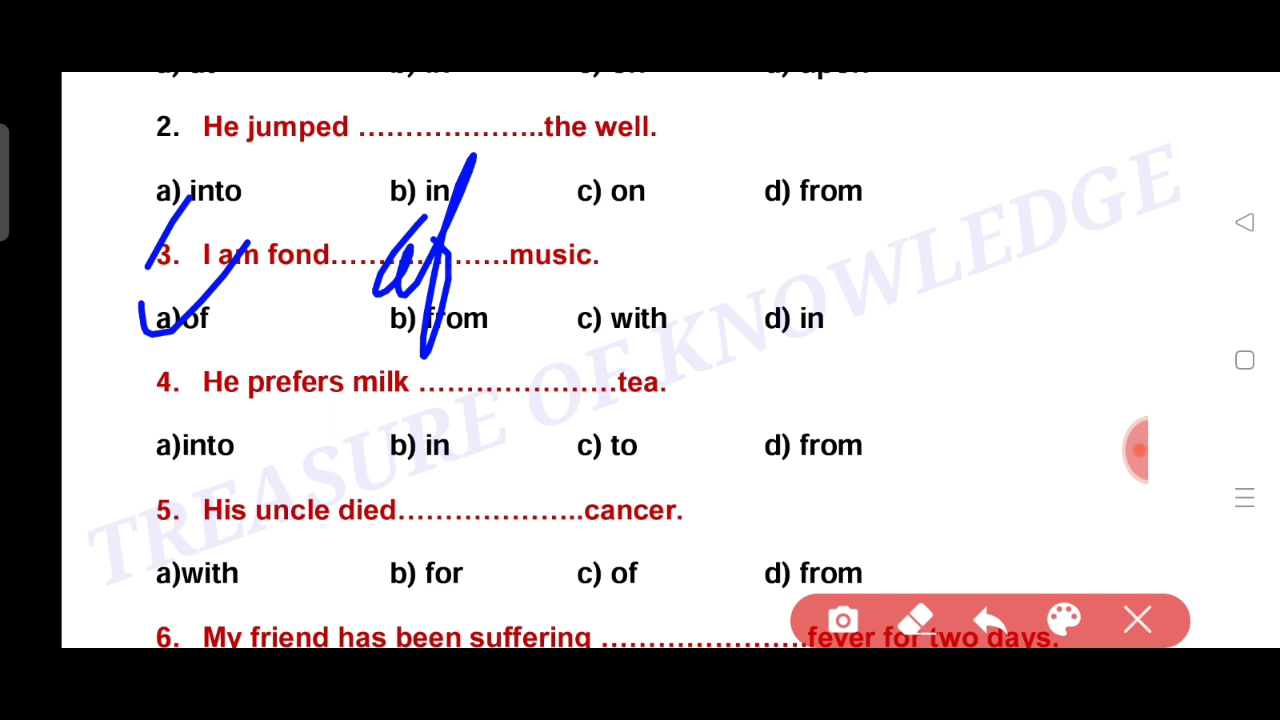 2. He jumped ………………..the well.
a) into b) in c) on d) from
3. I am fond……………….music.
of
a)of b) from c) with d) in
4. He prefers milk …………………tea.
a)into b) in c) to d) from
5. His uncle died………………..cancer.
a)with b) for c) of d) from
6. My friend has been suffering ………………….fever for two days.
TREASURE OF KNOWLEDGE